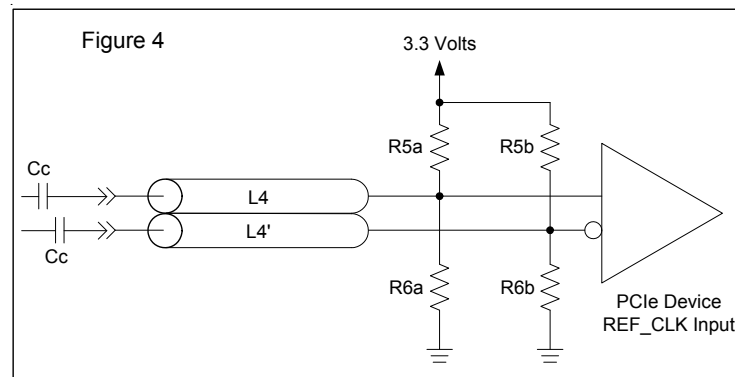 Figure 4
3.3 Volts
R5a
R5b
Cc
L4
L4'
Cc
R6a
R6b
PCIe Device
REF_CLK Input